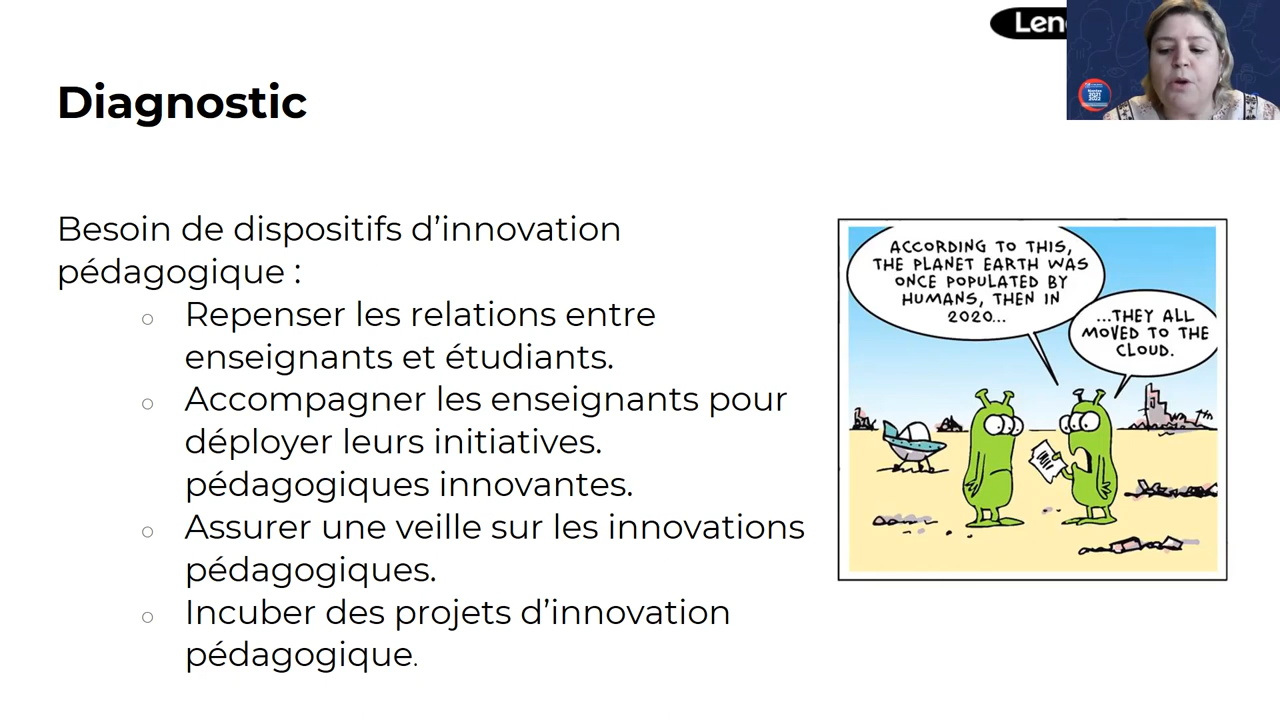 Len
Diagnostic
Besoin de dispositifs d’innovation
pédagogique :
Repenser les relations entre
enseignants et étudiants.
Accompagner les enseignants pour
déployer leurs initiatives.
pédagogiques innovantes.
Assurer une veille sur les innovations
pédagogiques.
Incuber des projets d’innovation
pédagogique.
ACCORDING TO THIS,
THE PLANET EARTH WAS
ONCE POPULATED BY
HUMANS, THEN IN
2020...
...THEY ALL
MOVED TO THE
CLOUD.